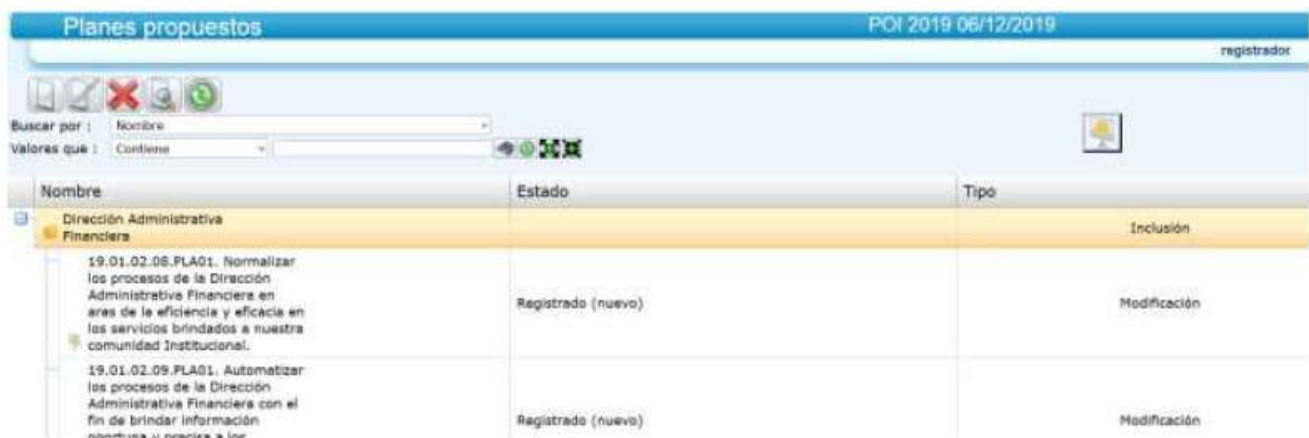 Planes propuestos POI 2019 06/12/2019
registrador
Buscar por : Nombre
Valores que : Contiene
Nombre Estado Tipo
Dirección Administrativa
Financiera
Inclusión
19.01.02.08.PLA01. Normalizar
los procesos de la Dirección
Administrativa Financiera en
aras de la eficiencia y eficacia en
los servicios brindados a nuestra
comunidad Institucional.
Registrado (nuevo) Modificación
19.01.02.09.PLA01. Automatizar
los procesos de la Dirección
Administrativa Financiera con el
fin de brindar información
oportuna y precisa a los
Registrado (nuevo) Modificación